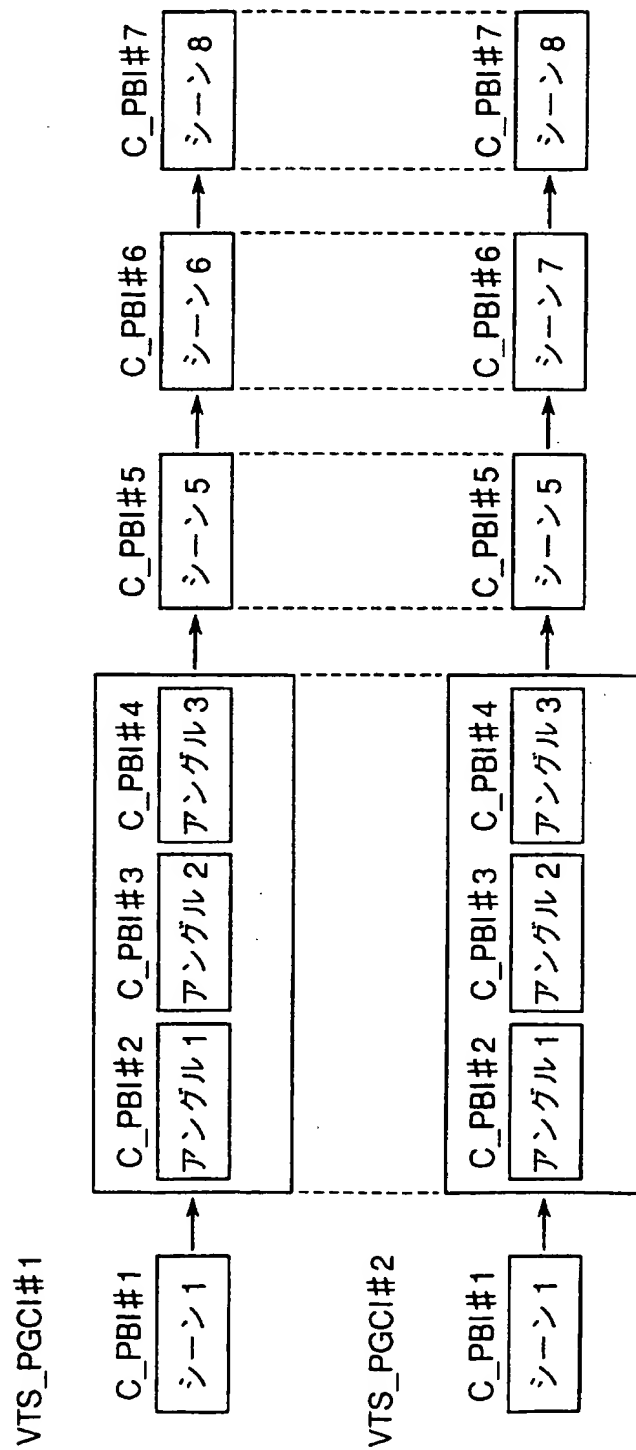 VTS_PGCI#1
C_PBI#1
シーン1
C_PBI#2
アングル1
C_PBI#3
アングル2
C_PBI#4
アングル3
C_PBI#5
シーン5
C_PBI#6
シーン6
C_PBI#7
シーン8
VTS_PGCI#2
C_PBI#1
シーン1
C_PBI#2
アングル1
C_PBI#3
アングル2
C_PBI#4
アングル3
C_PBI#5
シーン5
C_PBI#6
シーン7
C_PBI#7
シーン8